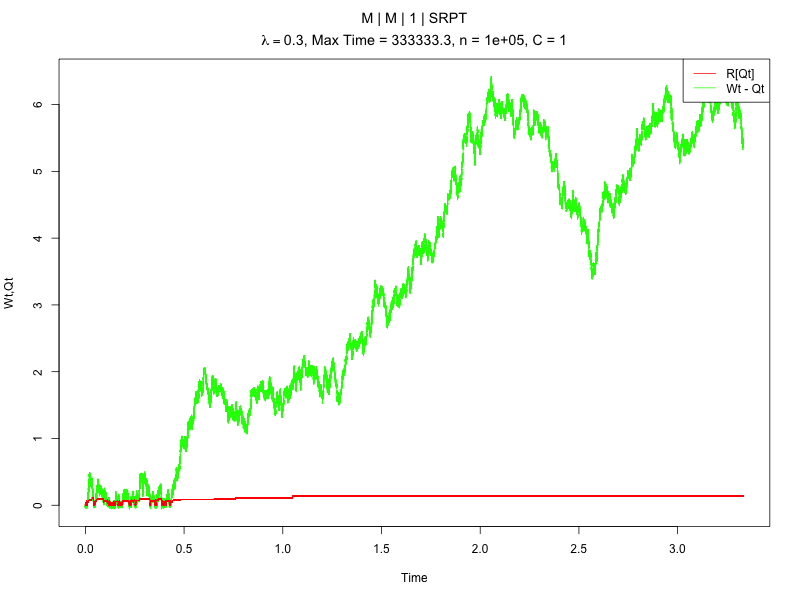 M | M | 1 | SRPT
λ = 0.3, Max Time = 333333.3, n = 1e+05, C = 1
R[Qt]
Wt - Qt
6
5
4
3
2
1
0
Wt,Qt
0.0 0.5 1.0 1.5 2.0 2.5 3.0
Time